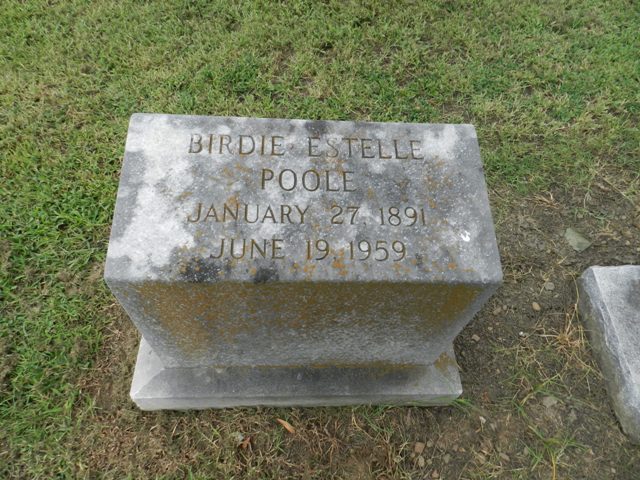 BIRDIE ESTELLE
POOLE
JANUARY 27, 1891
JUNE 19, 1959